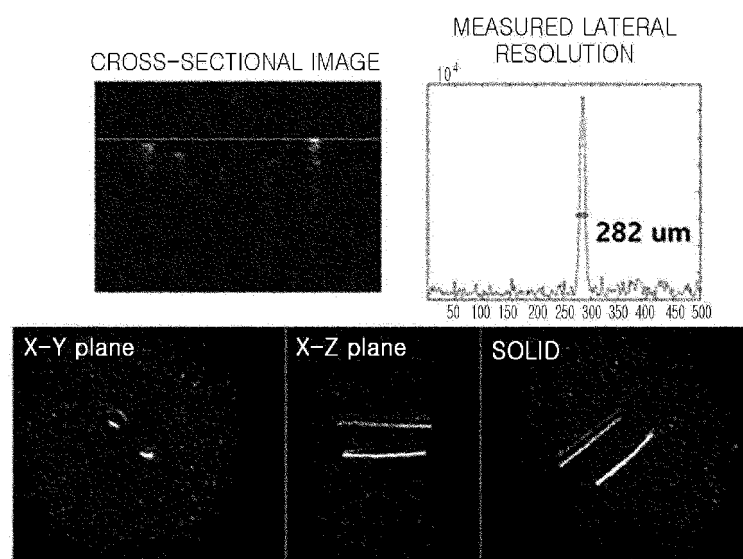 CROSS-SECTIONAL IMAGE
MEASURED LATERAL
RESOLUTION
10⁴
282 um
50 100 150 200 250 300 350 400 450 500
X-Y plane
X-Z plane
SOLID